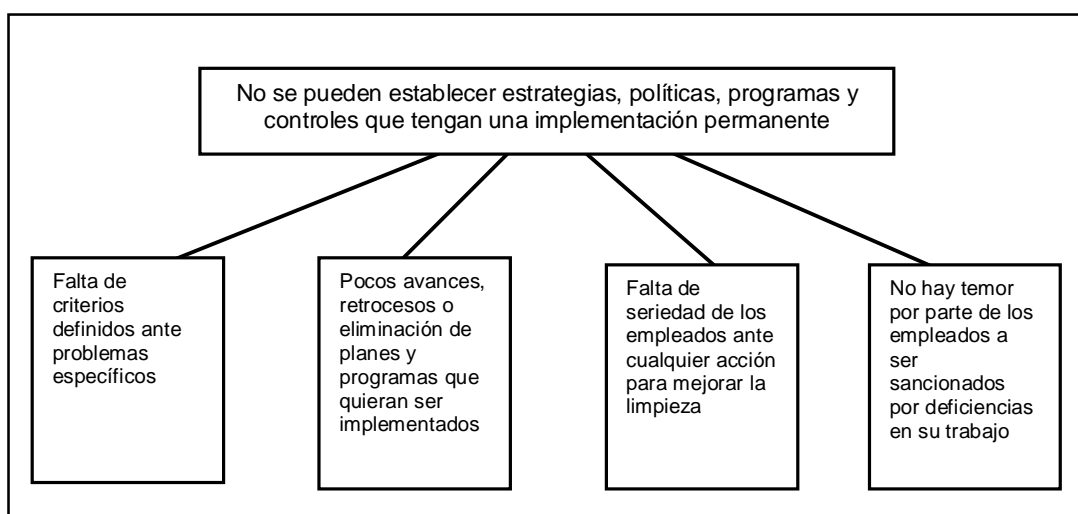 No se pueden establecer estrategias, políticas, programas y
controles que tengan una implementación permanente
Falta de
criterios
definidos ante
problemas
específicos
Pocos avances,
retrocesos o
eliminación de
planes y
programas que
quieran ser
implementados
Falta de
seriedad de los
empleados ante
cualquier acción
para mejorar la
limpieza
No hay temor
por parte de los
empleados a
ser
sancionados
por deficiencias
en su trabajo